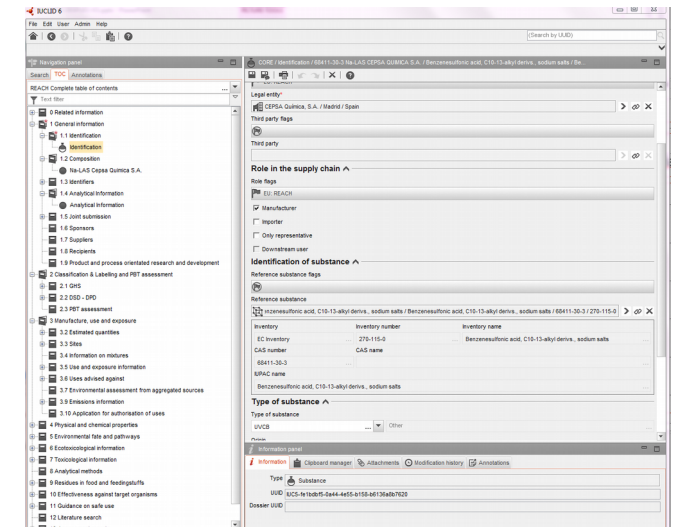 IUCLID 6
File Edit User Admin Help
(Search by UUID)
Navigation panel
Search TOC Annotations
REACH Complete table of contents ...
Text filter
0 Related information
1 General information
1.1 Identification
Identification
1.2 Composition
Na-LAS Cepsa Quimica S.A.
1.3 Identifiers
1.4 Analytical Information
Analytical Information
1.5 Joint submission
1.6 Sponsors
1.7 Suppliers
1.8 Recipients
1.9 Product and process orientated research and development
2 Classification & Labelling and PBT assessment
2.1 GHS
2.2 DSD - DPD
2.3 PBT assessment
3 Manufacture, use and exposure
3.2 Estimated quantities
3.3 Sites
3.4 Information on mixtures
3.5 Use and exposure information
3.6 Uses advised against
3.7 Environmental assessment from aggregated sources
3.9 Emissions information
3.10 Application for authorisation of uses
4 Physical and chemical properties
5 Environmental fate and pathways
6 Ecotoxicological information
7 Toxicological information
8 Analytical methods
9 Residues in food and feedingstuffs
10 Effectiveness against target organisms
11 Guidance on safe use
12 Literature search
CORE / Identification / 68411-30-3 Na-LAS CEPSA QUIMICA S.A. / Benzenesulfonic acid, C10-13-alkyl derivs., sodium salts / Be...
EU: REACH
Legal entity*
CEPSA Química, S.A. / Madrid / Spain
Third party flags
Third party
Role in the supply chain
Role flags
EU: REACH
Manufacturer
Importer
Only representative
Downstream user
Identification of substance
Reference substance flags
Reference substance
nzenesulfonic acid, C10-13-alkyl derivs., sodium salts / Benzenesulfonic acid, C10-13-alkyl derivs., sodium salts / 68411-30-3 / 270-115-0
Inventory Inventory number Inventory name
EC Inventory ... 270-115-0 ... Benzenesulfonic acid, C10-13-alkyl derivs., sodium salts ...
CAS number CAS name
68411-30-3 ...
IUPAC name
Benzenesulfonic acid, C10-13-alkyl derivs., sodium salts ...
Type of substance
Type of substance
UVCB ... Other ...
Origin
Information panel
Information Clipboard manager Attachments Modification history Annotations
Type Substance
UUID IUC5-fe1bdbf5-0a44-4e55-b158-b6136a8b7620
Dossier UUID